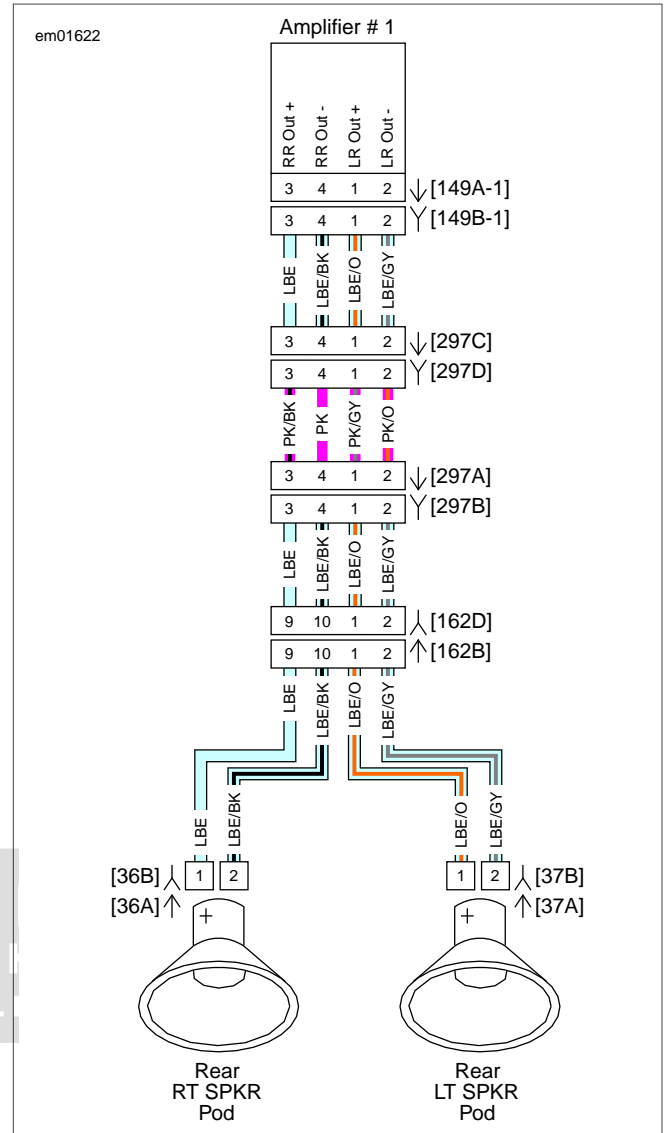 em01622
Amplifier # 1
RR Out +
RR Out -
LR Out +
LR Out -
3 4 1 2 [149A-1]
3 4 1 2 [149B-1]
LBE LBE/BK LBE/O LBE/GY
3 4 1 2 [297C]
3 4 1 2 [297D]
PK/BK PK PK/GY PK/O
3 4 1 2 [297A]
3 4 1 2 [297B]
LBE LBE/BK LBE/O LBE/GY
9 10 1 2 [162D]
9 10 1 2 [162B]
LBE LBE/BK LBE/O LBE/GY
LBE LBE/BK LBE/O LBE/GY
[36B] 1 2 1 2 [37B]
[36A] + + [37A]
Rear
RT SPKR
Pod
Rear
LT SPKR
Pod